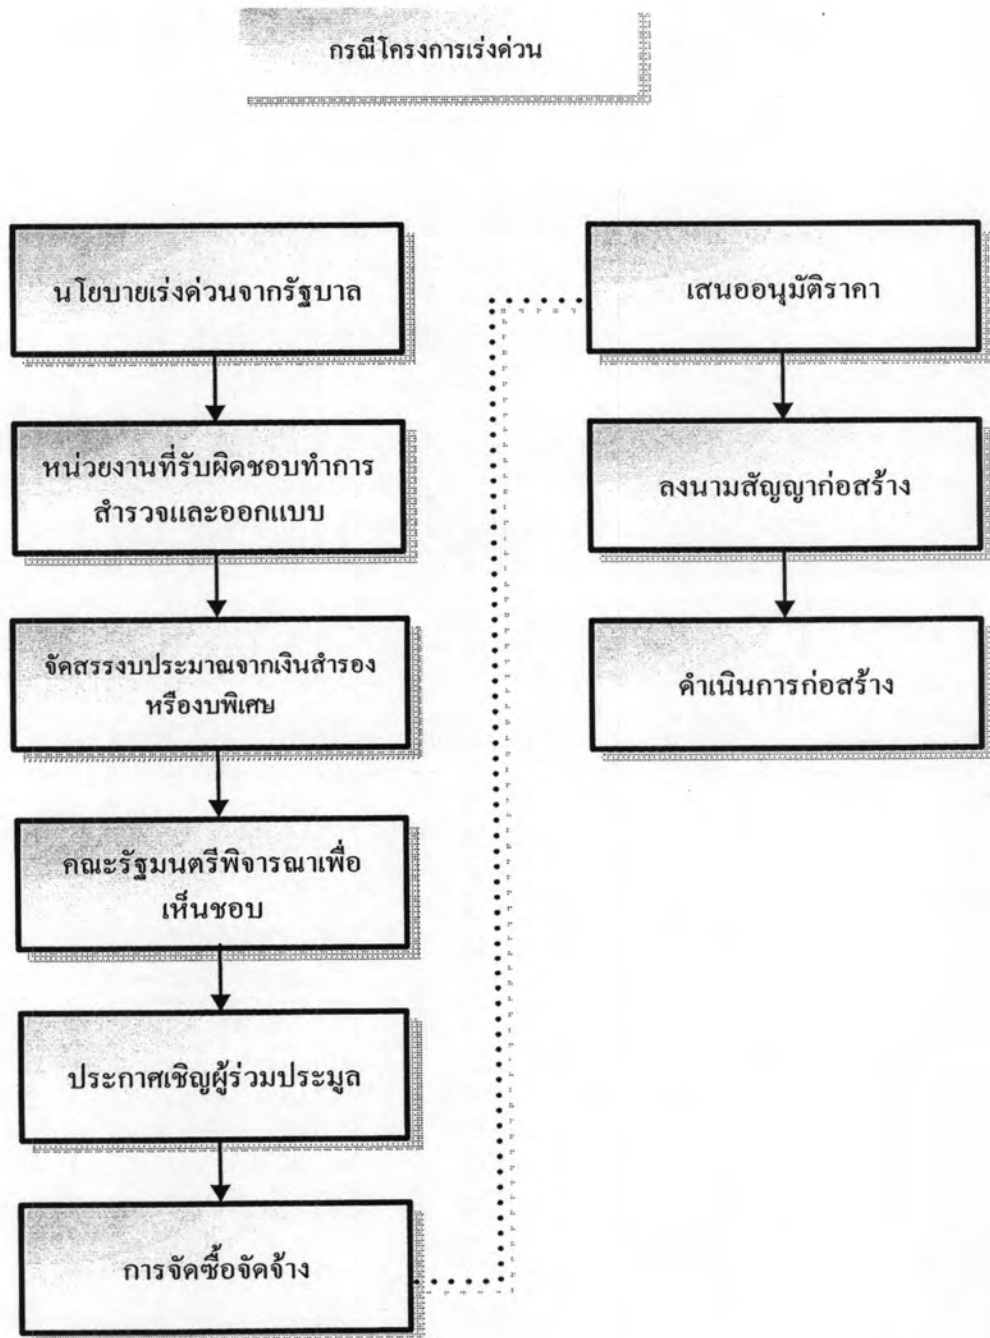 กรณีโครงการเร่งด่วน
นโยบายเร่งด่วนจากรัฐบาล
หน่วยงานที่รับผิดชอบทำการ
สำรวจและออกแบบ
จัดสรรงบประมาณจากเงินสำรอง
หรืองบพิเศษ
คณะรัฐมนตรีพิจารณาเพื่อ
เห็นชอบ
ประกาศเชิญผู้ร่วมประมูล
การจัดซื้อจัดจ้าง
เสนออนุมัติราคา
ลงนามสัญญาก่อสร้าง
ดำเนินการก่อสร้าง